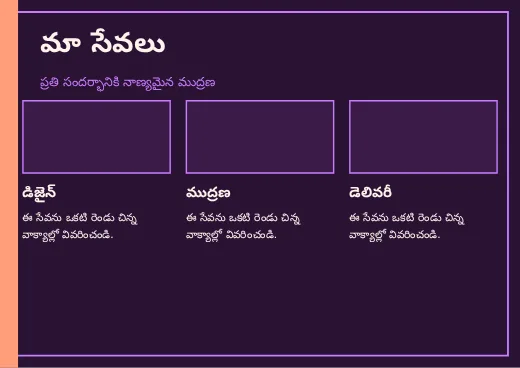 మా సేవలు
ప్రతి సందర్భానికి నాణ్యమైన ముద్రణ
డిజైన్
ఈ సేవను ఒకటి రెండు చిన్న
వాక్యాల్లో వివరించండి.
ముద్రణ
ఈ సేవను ఒకటి రెండు చిన్న
వాక్యాల్లో వివరించండి.
డెలివరీ
ఈ సేవను ఒకటి రెండు చిన్న
వాక్యాల్లో వివరించండి.